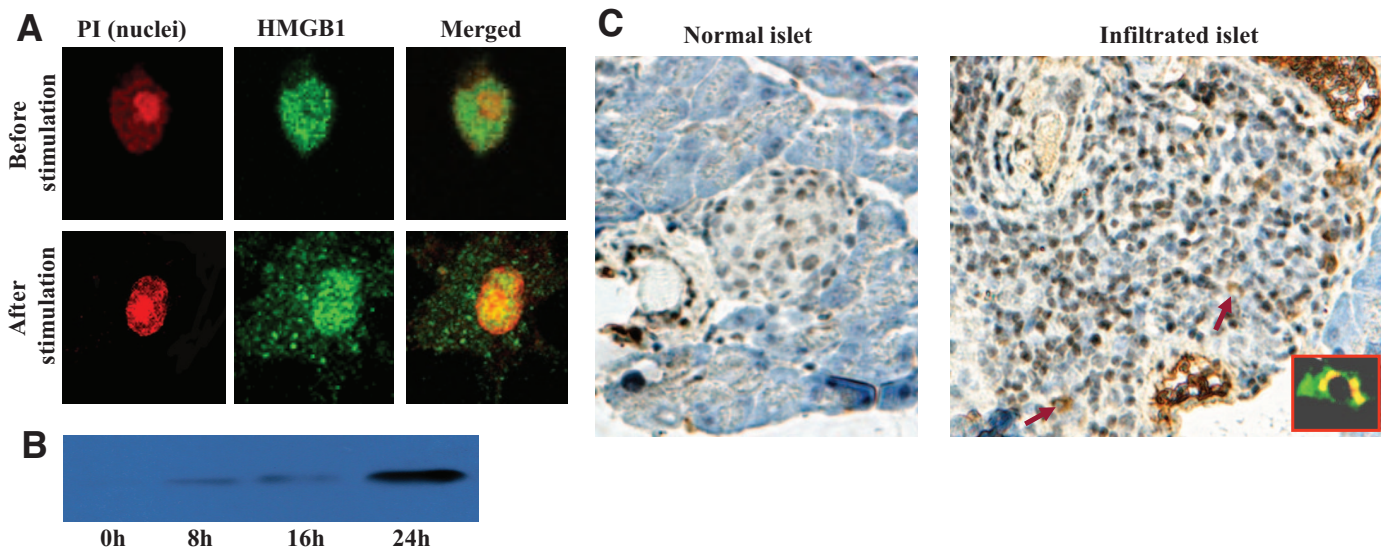 A
PI (nuclei) HMGB1 Merged
Before stimulation
After stimulation
B
0h 8h 16h 24h
C
Normal islet Infiltrated islet